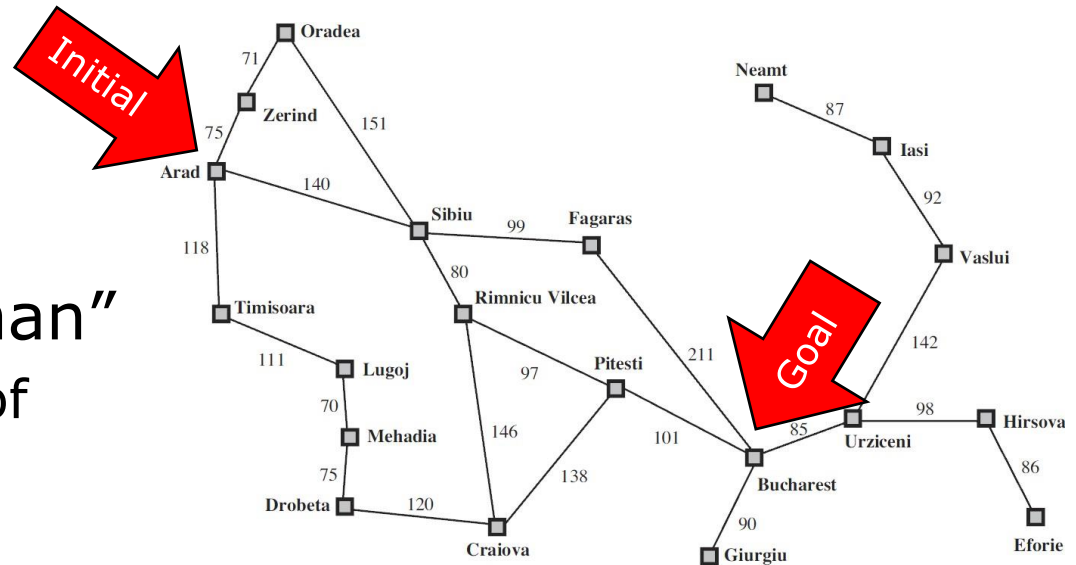 Oradea
Initial
71
Neamt
Zerind
87
75
151
Iasi
Arad
140
92
Sibiu
Fagaras
99
118
Vaslui
80
Timisoara
Rimnicu Vilcea
Goal
142
111
Lugoj
97
Pitesti
211
of
70
98
Hirsova
Mehadia
146
101
85
Urziceni
75
138
86
Bucharest
Drobeta
120
90
Craiova
Giurgiu
Eforie